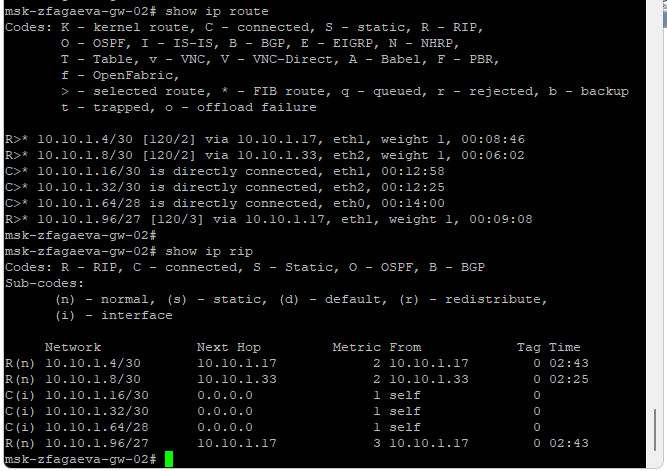 msk-zfagaeva-gw-02# show ip route
Codes: K - kernel route, C - connected, S - static, R - RIP,
       O - OSPF, I - IS-IS, B - BGP, E - EIGRP, N - NHRP,
       T - Table, v - VNC, V - VNC-Direct, A - Babel, F - PBR,
       f - OpenFabric,
       > - selected route, * - FIB route, q - queued, r - rejected, b - backup
       t - trapped, o - offload failure

R>* 10.10.1.4/30 [120/2] via 10.10.1.17, eth1, weight 1, 00:08:46
R>* 10.10.1.8/30 [120/2] via 10.10.1.33, eth2, weight 1, 00:06:02
C>* 10.10.1.16/30 is directly connected, eth1, 00:12:58
C>* 10.10.1.32/30 is directly connected, eth2, 00:12:25
C>* 10.10.1.64/28 is directly connected, eth0, 00:14:00
R>* 10.10.1.96/27 [120/3] via 10.10.1.17, eth1, weight 1, 00:09:08
msk-zfagaeva-gw-02#
msk-zfagaeva-gw-02# show ip rip
Codes: R - RIP, C - connected, S - Static, O - OSPF, B - BGP
Sub-codes:
      (n) - normal, (s) - static, (d) - default, (r) - redistribute,
      (i) - interface

     Network            Next Hop         Metric From            Tag Time
R(n) 10.10.1.4/30       10.10.1.17            2 10.10.1.17        0 02:43
R(n) 10.10.1.8/30       10.10.1.33            2 10.10.1.33        0 02:25
C(i) 10.10.1.16/30      0.0.0.0               1 self              0
C(i) 10.10.1.32/30      0.0.0.0               1 self              0
C(i) 10.10.1.64/28      0.0.0.0               1 self              0
R(n) 10.10.1.96/27      10.10.1.17            3 10.10.1.17        0 02:43
msk-zfagaeva-gw-02#